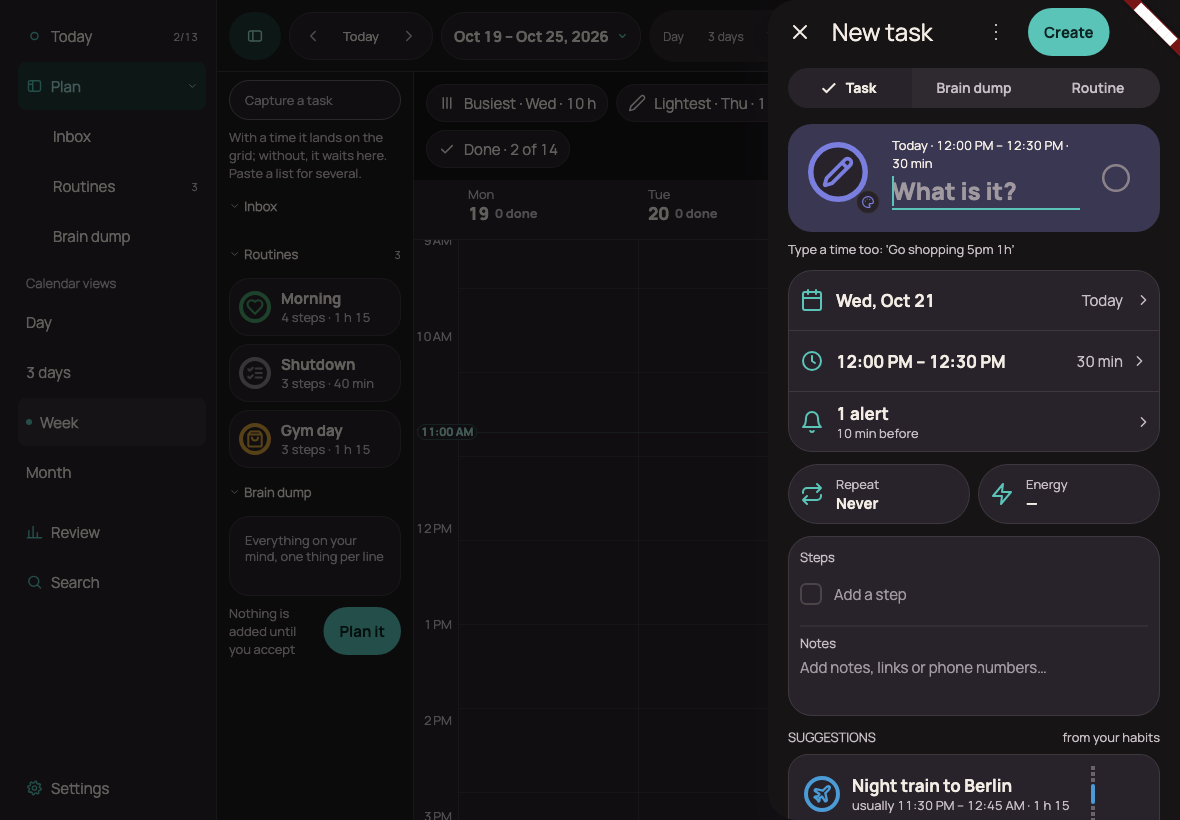 Today
2/13
Plan
Inbox
Routines
3
Brain dump
Calendar views
Day
3 days
Week
Month
Review
Search
Settings
Today
Oct 19 – Oct 25, 2026
Day
3 days
Capture a task
With a time it lands on the
grid; without, it waits here.
Paste a list for several.
Inbox
Routines
3
Morning
4 steps · 1 h 15
Shutdown
3 steps · 40 min
Gym day
3 steps · 1 h 15
Brain dump
Everything on your
mind, one thing per line
Nothing is
added until
you accept
Plan it
Busiest · Wed · 10 h
Lightest · Thu · 1
Done · 2 of 14
Mon
19 0 done
Tue
20 0 done
9 AM
10 AM
11:00 AM
12 PM
1 PM
2 PM
3 PM
New task
Create
Task
Brain dump
Routine
Today · 12:00 PM – 12:30 PM ·
30 min
What is it?
Type a time too: 'Go shopping 5pm 1h'
Wed, Oct 21
Today
12:00 PM – 12:30 PM
30 min
1 alert
10 min before
Repeat
Never
Energy
—
Steps
Add a step
Notes
Add notes, links or phone numbers…
SUGGESTIONS
from your habits
Night train to Berlin
usually 11:30 PM – 12:45 AM · 1 h 15